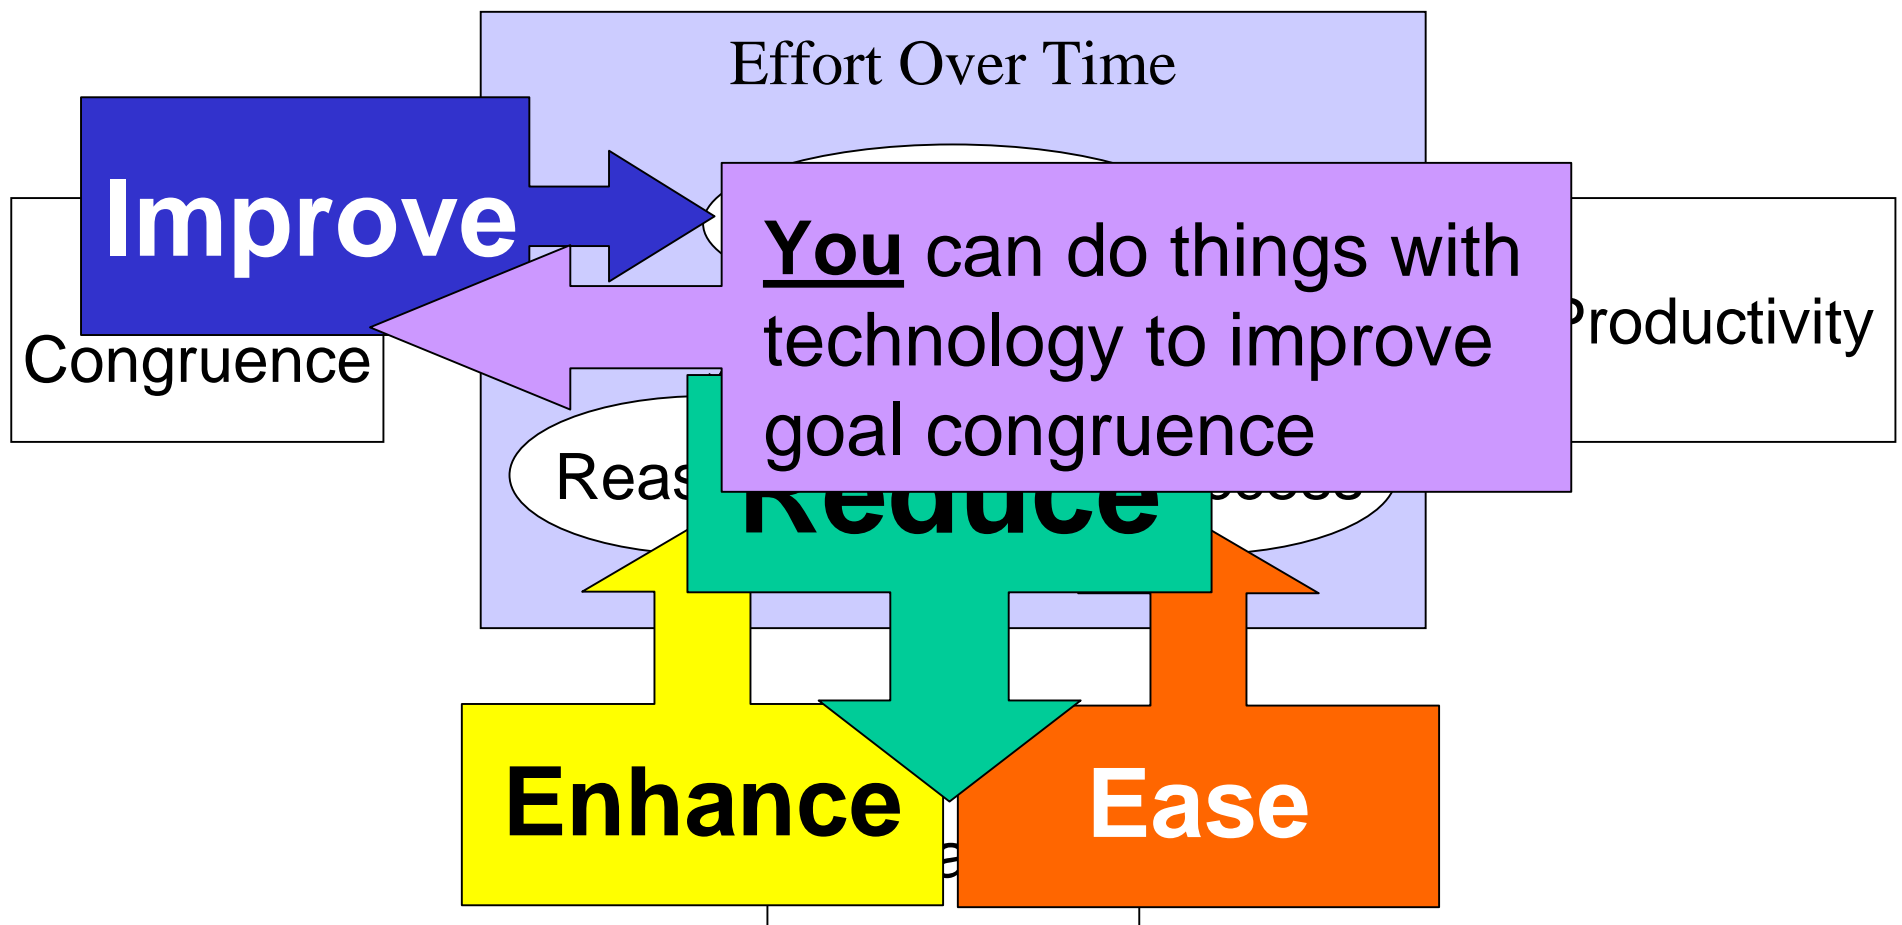 Effort Over Time
Improve
You can do things with
technology to improve
goal congruence
Congruence
Productivity
Reduce
Enhance
Ease